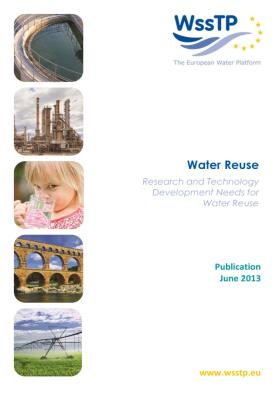 WssTP
The European Water Platform
Water Reuse
Research and Technology
Development Needs for
Water Reuse
Publication
June 2013
www.wsstp.eu